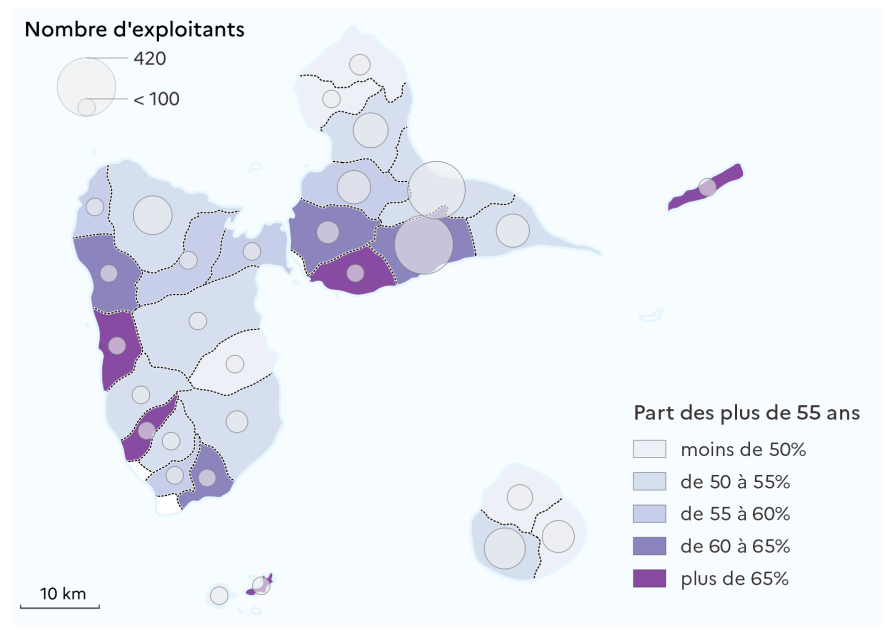 Nombre d'exploitants
420
< 100
Part des plus de 55 ans
moins de 50%
de 50 à 55%
de 55 à 60%
de 60 à 65%
plus de 65%
10 km